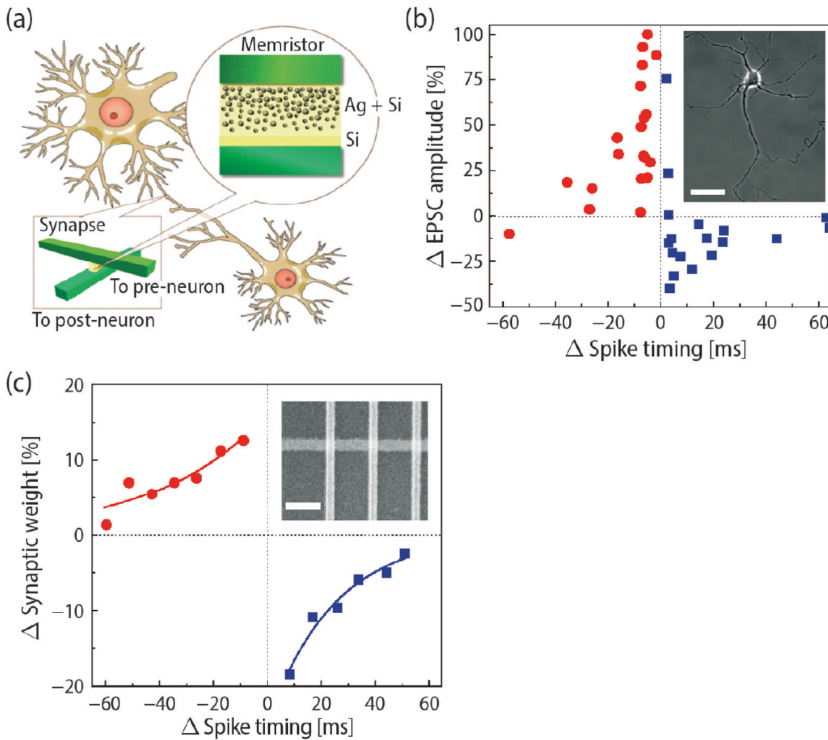 (a)
Memristor
Ag + Si
Si
Synapse
To pre-neuron
To post-neuron
(b)
Δ EPSC amplitude [%]
100
75
50
25
0
−25
−50
−60 −40 −20 0 20 40 60
Δ Spike timing [ms]
(c)
Δ Synaptic weight [%]
20
10
0
−10
−20
−60 −40 −20 0 20 40 60
Δ Spike timing [ms]